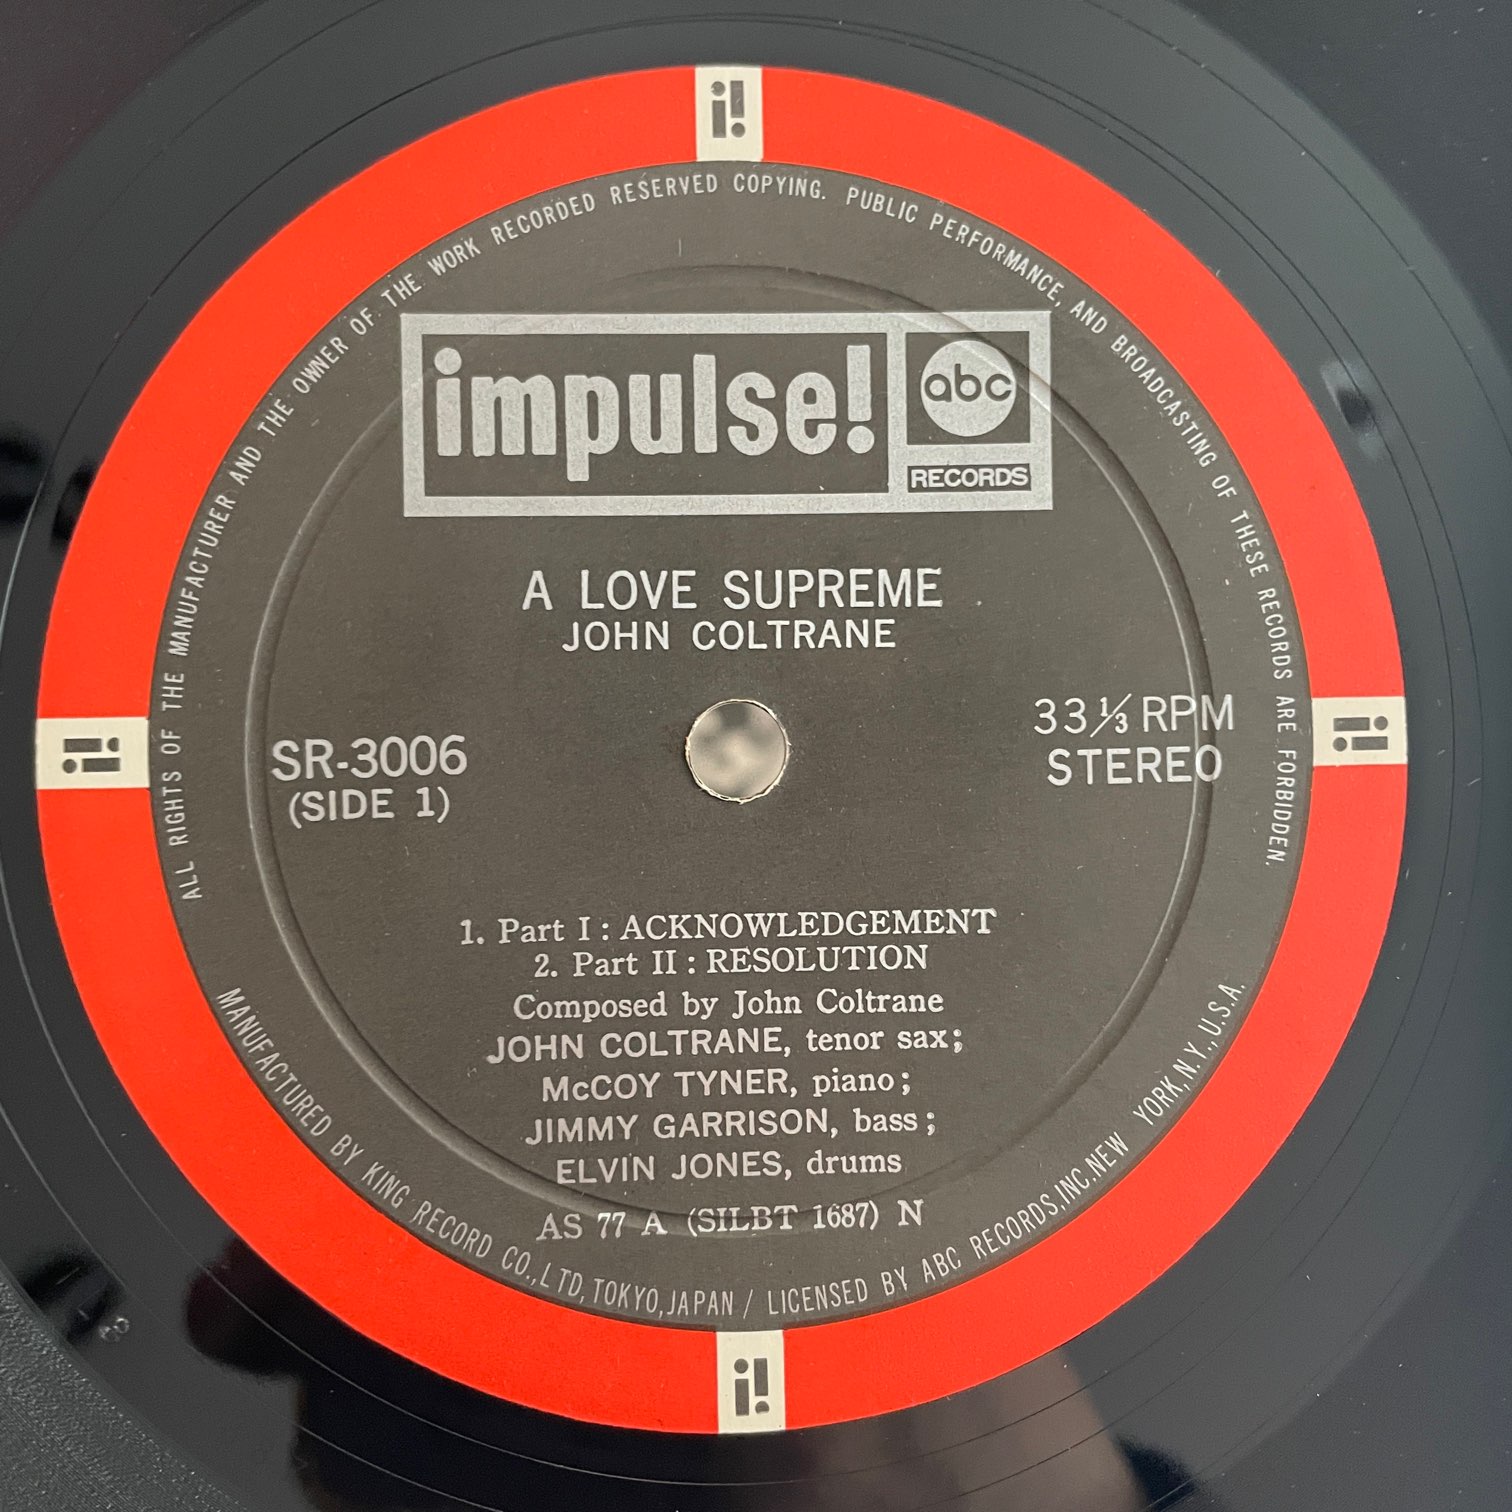 ALL RIGHTS OF THE MANUFACTURER AND THE OWNER OF THE WORK RECORDED RESERVED COPYING. PUBLIC PERFORMANCE, AND BROADCASTING OF THESE RECORDS ARE FORBIDDEN.
i!
impulse!
abc
RECORDS
A LOVE SUPREME
JOHN COLTRANE
i!
SR-3006
(SIDE 1)
33 1/3 RPM
STEREO
i!
1. Part I : ACKNOWLEDGEMENT
2. Part II : RESOLUTION
Composed by John Coltrane
JOHN COLTRANE, tenor sax;
McCOY TYNER, piano;
JIMMY GARRISON, bass;
ELVIN JONES, drums
AS 77 A (SILBT 1687) N
MANUFACTURED BY KING RECORD CO., LTD, TOKYO, JAPAN / LICENSED BY ABC RECORDS, INC. NEW YORK, N.Y., U.S.A.
i!